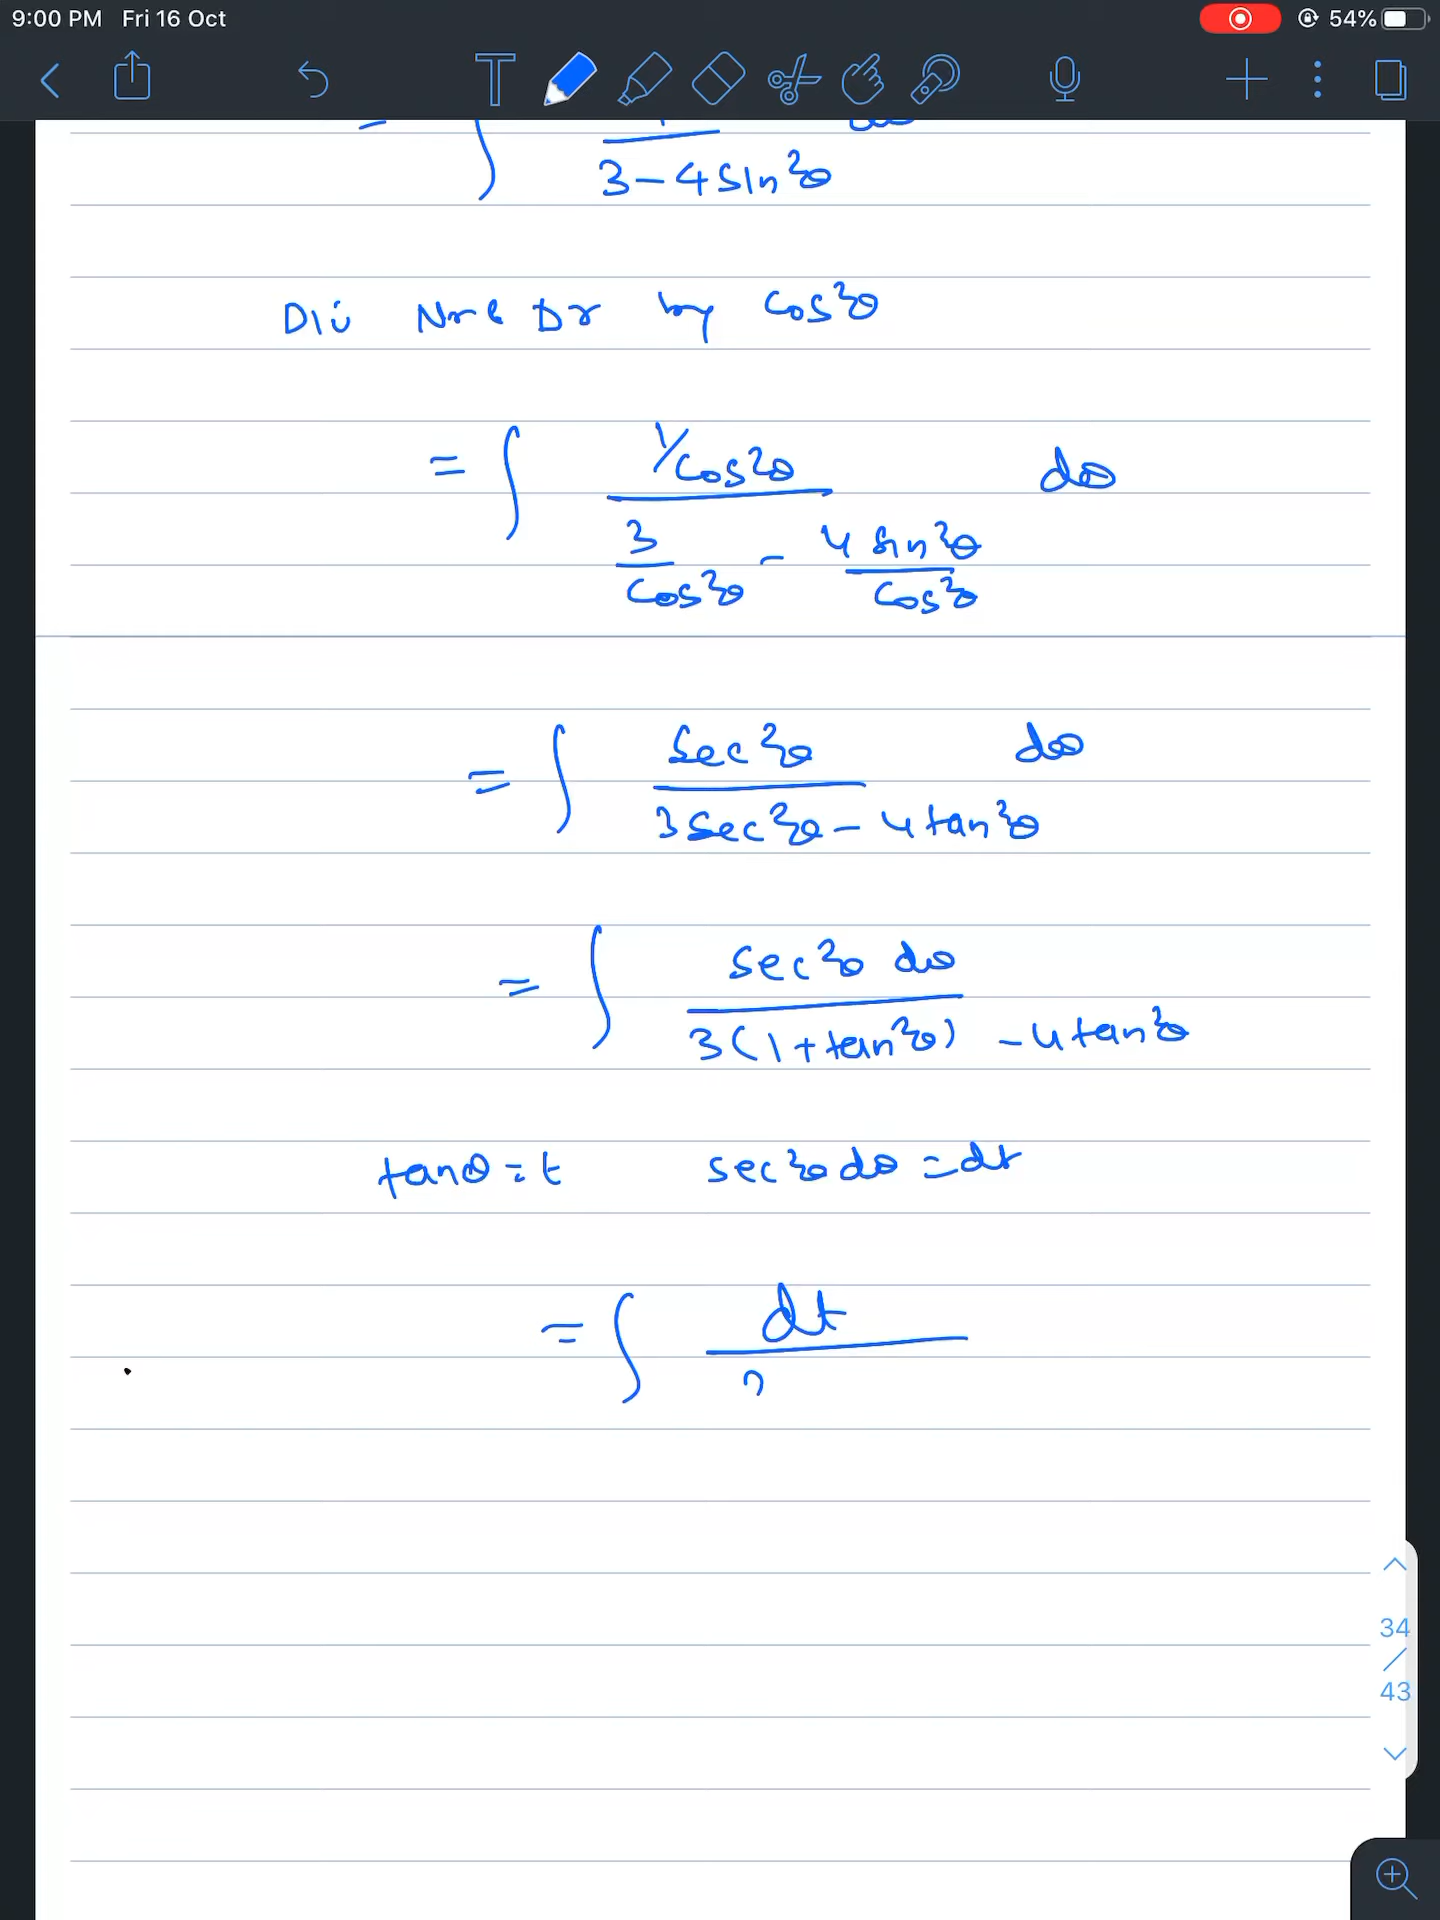 9:00 PM Fri 16 Oct 54%
T
= ∫ 1 / (3 - 4 sin²θ) dθ
Div Nr & Dr by cos²θ
= ∫ (1/cos²θ) / (3/cos²θ - 4 sin²θ/cos²θ) dθ
= ∫ sec²θ / (3 sec²θ - 4 tan²θ) dθ
= ∫ sec²θ dθ / (3(1 + tan²θ) - 4 tan²θ)
tanθ = t sec²θ dθ = dt
= ∫ dt
34
/
43